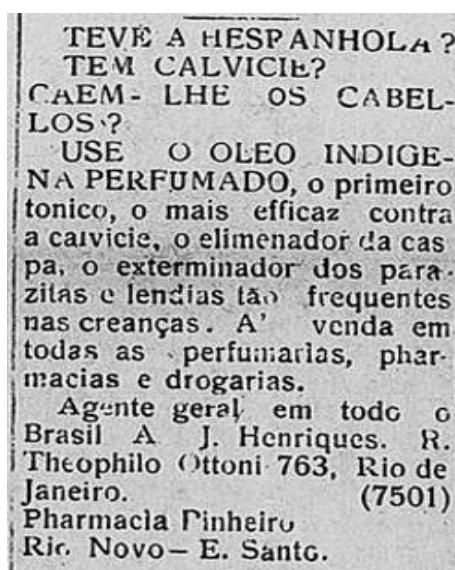 TEVE A HESPANHOLA?
TEM CALVICIE?
CAEM-LHE OS CABEL-
LOS?
USE O OLEO INDIGE-
NA PERFUMADO, o primeiro
tonico, o mais efficaz contra
a calvicie, o elimenador da cas
pa, o exterminador dos para-
zitas e lendias tão frequentes
nas creanças. A' venda em
todas as perfumarias, phar-
macias e drogarias.
Agente geral em todo o
Brasil A J. Henriques. R.
Theophilo Ottoni 763, Rio de
Janeiro. (7501)
Pharmacia Pinheiro
Rio Novo— E. Santo.